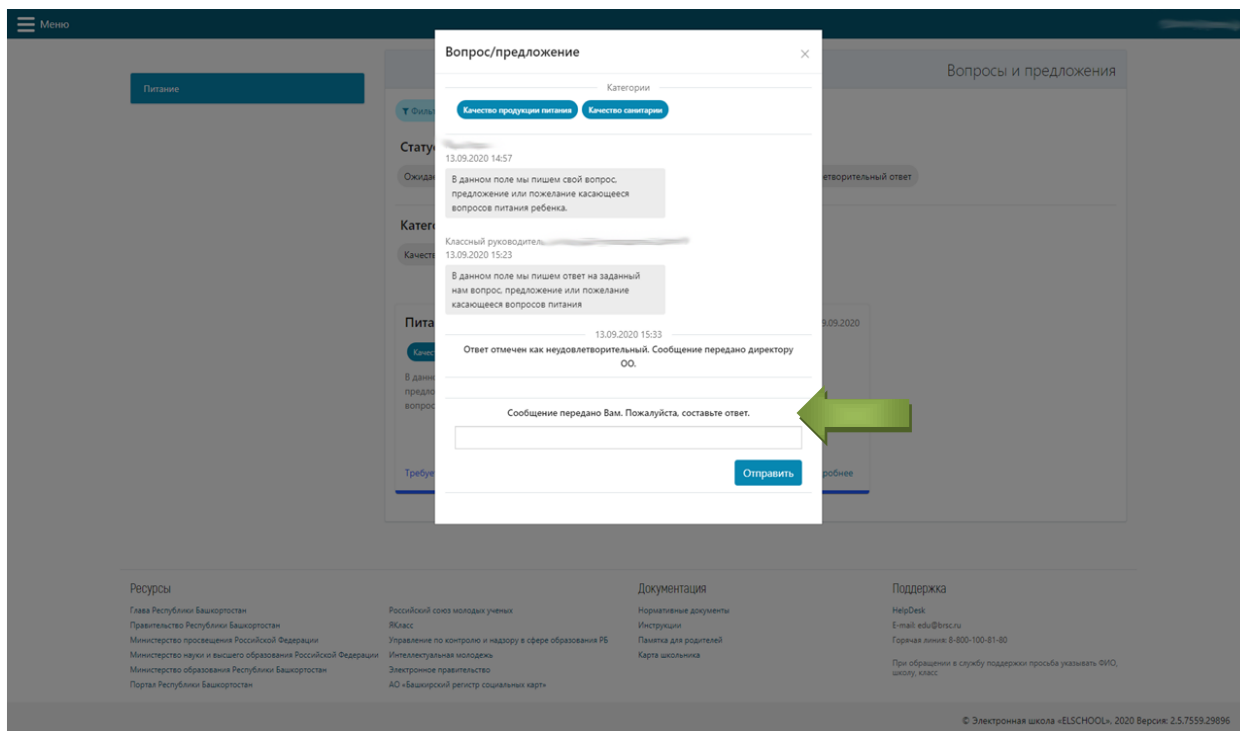 Меню
Вопрос/предложение
Вопросы и предложения
Питание
Категории
Качество продукции питания Качество санитарии
13.09.2020 14:57
В данном поле мы пишем свой вопрос,
предложение или пожелание касающееся
вопросов питания ребенка.
Классный руководитель
13.09.2020 15:23
В данном поле мы пишем ответ на заданный
нам вопрос, предложение или пожелание
касающееся вопросов питания
13.09.2020 15:33
Ответ отмечен как неудовлетворительный. Сообщение передано директору
ОО.
Сообщение передано Вам. Пожалуйста, составьте ответ.
Отправить
Ресурсы
Глава Республики Башкортостан
Правительство Республики Башкортостан
Министерство просвещения Российской Федерации
Министерство науки и высшего образования Российской Федерации
Министерство образования Республики Башкортостан
Портал Республики Башкортостан
Российский союз молодых ученых
ЯКласс
Управление по контролю и надзору в сфере образования РБ
Интеллектуальная молодежь
Электронное правительство
АО «Башкирский регистр социальных карт»
Документация
Нормативные документы
Инструкции
Памятка для родителей
Карта школьника
Поддержка
HelpDesk
E-mail: edu@brsc.ru
Горячая линия: 8-800-100-81-80
При обращении в службу поддержки просьба указывать ФИО,
школу, класс
© Электронная школа «ELSCHOOL», 2020 Версия: 2.5.7559.29896